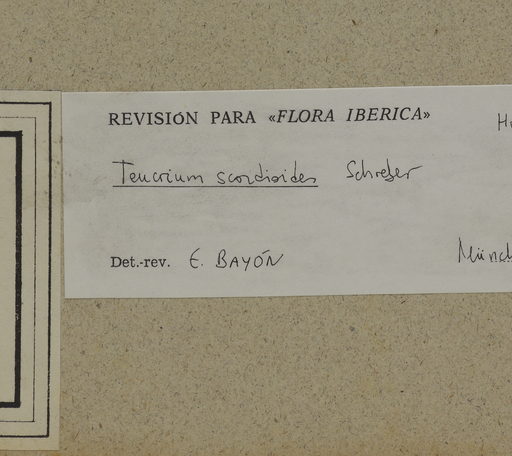 REVISIÓN PARA «FLORA IBERICA»
Teucrium scordioides Schreber
Det.-rev. E. BAYÓN